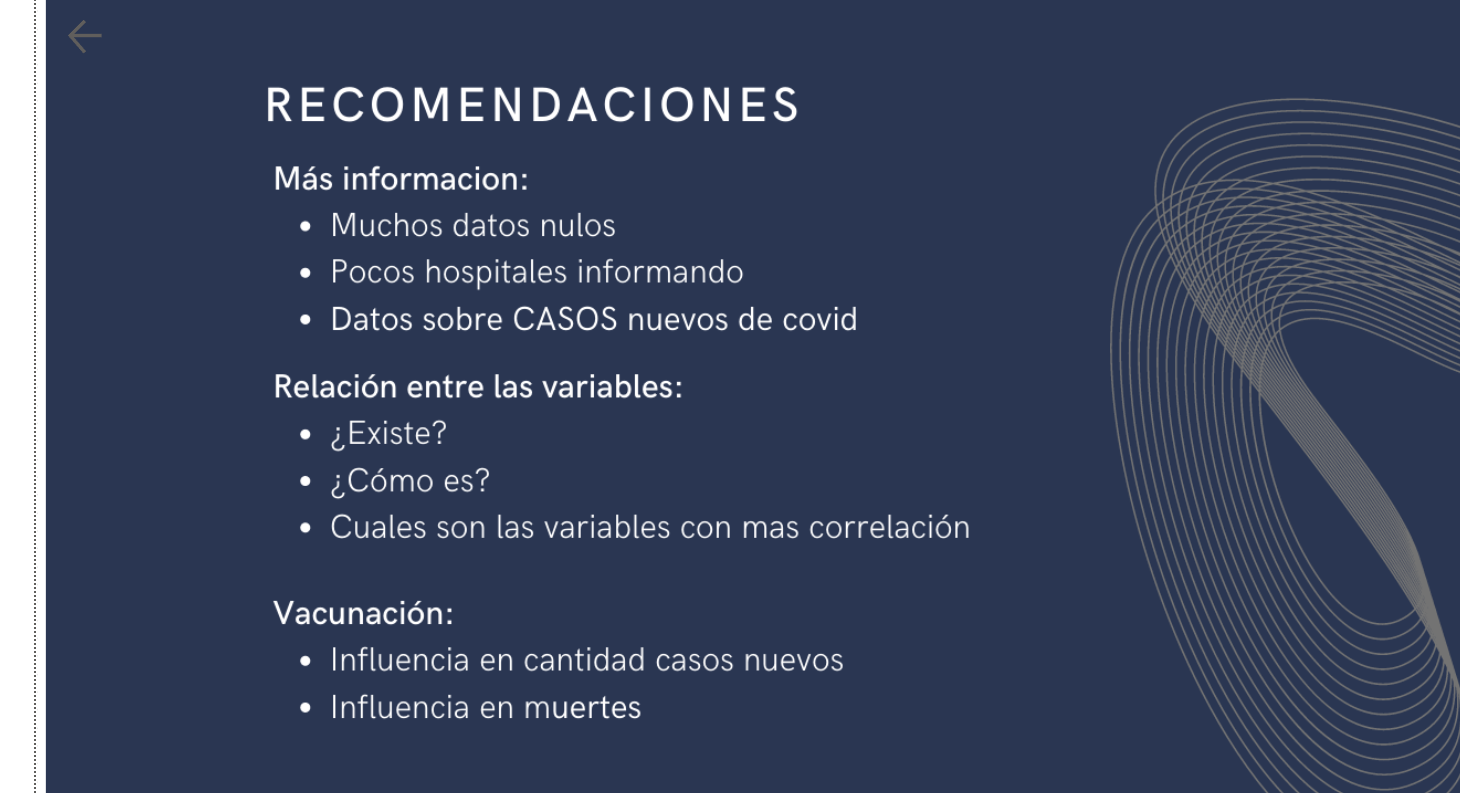 RECOMENDACIONES
Más informacion:
• Muchos datos nulos
• Pocos hospitales informando
• Datos sobre CASOS nuevos de covid
Relación entre las variables:
• ¿Existe?
• ¿Cómo es?
• Cuales son las variables con mas correlación
Vacunación:
• Influencia en cantidad casos nuevos
• Influencia en muertes